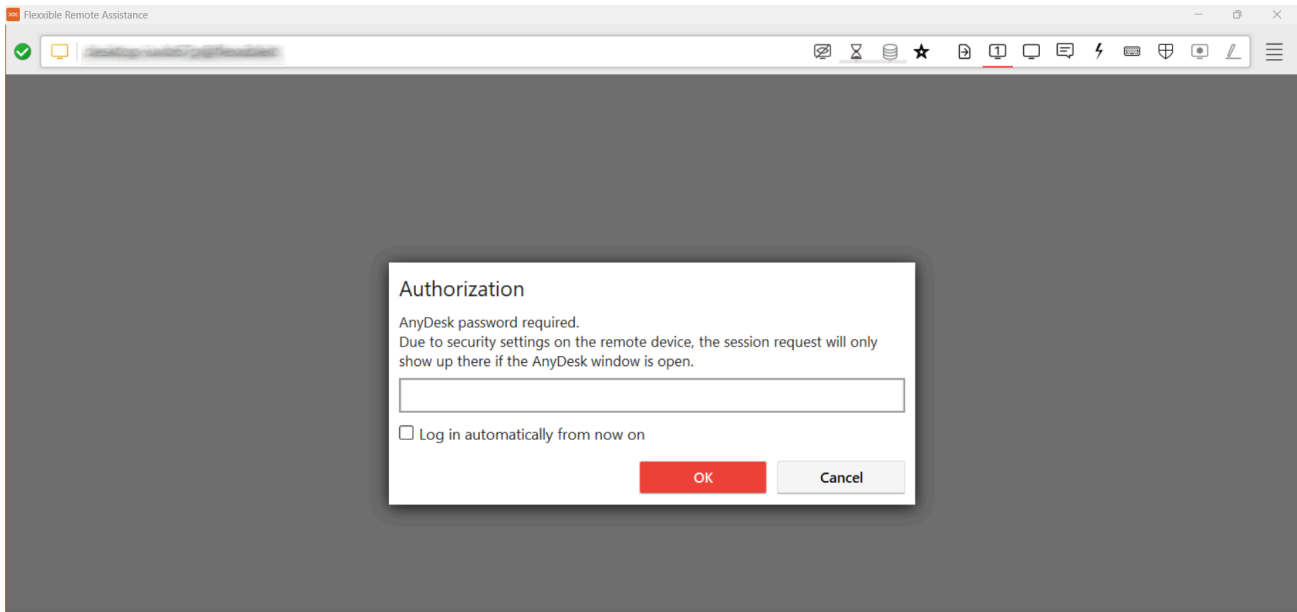 Flexxible Remote Assistance
1
Authorization
AnyDesk password required.
Due to security settings on the remote device, the session request will only
show up there if the AnyDesk window is open.
Log in automatically from now on
OK
Cancel